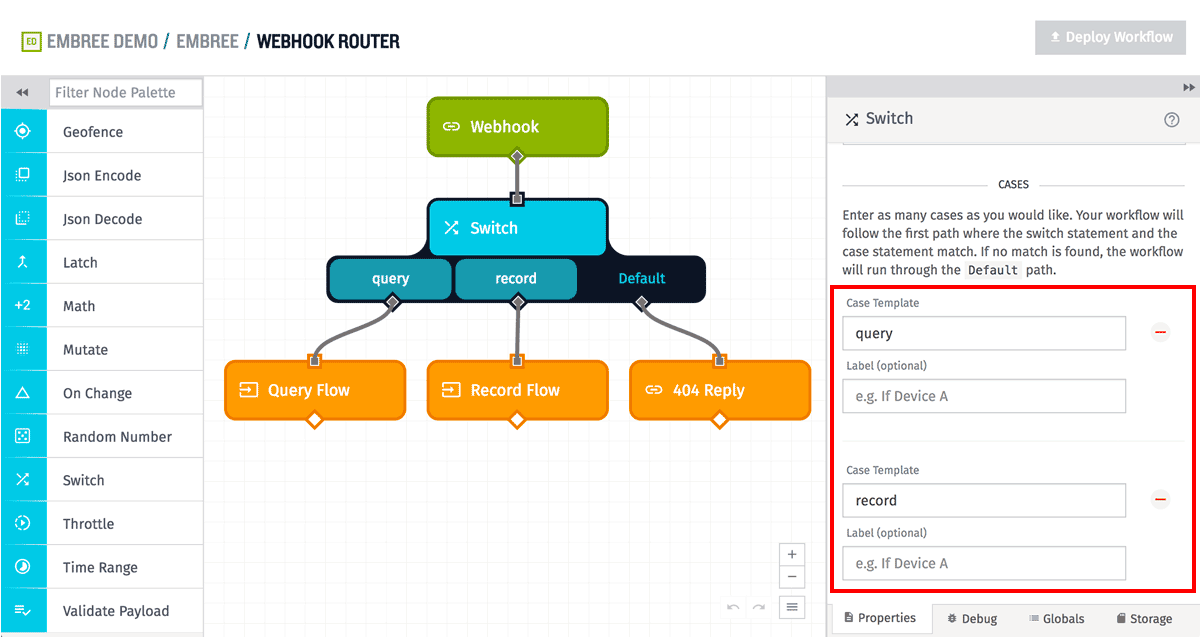 ED EMBREE DEMO / EMBREE / WEBHOOK ROUTER
Deploy Workflow
Filter Node Palette
Geofence
Json Encode
Json Decode
Latch
+2 Math
Mutate
On Change
Random Number
Switch
Throttle
Time Range
Validate Payload
Webhook
Switch
query record Default
Query Flow Record Flow 404 Reply
Switch
CASES
Enter as many cases as you would like. Your workflow will
follow the first path where the switch statement and the
case statement match. If no match is found, the workflow
will run through the Default path.
Case Template
query
Label (optional)
e.g. If Device A
Case Template
record
Label (optional)
e.g. If Device A
Properties Debug Globals Storage